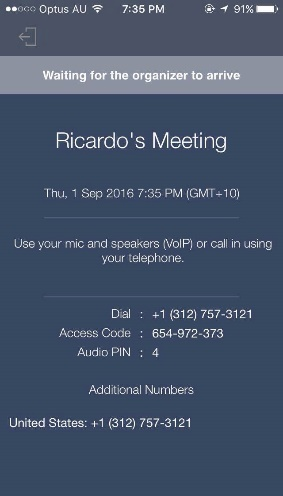 Optus AU 7:35 PM 91%
Waiting for the organizer to arrive
Ricardo's Meeting
Thu, 1 Sep 2016 7:35 PM (GMT+10)
Use your mic and speakers (VoIP) or call in using
your telephone.
Dial : +1 (312) 757-3121
Access Code : 654-972-373
Audio PIN : 4
Additional Numbers
United States: +1 (312) 757-3121